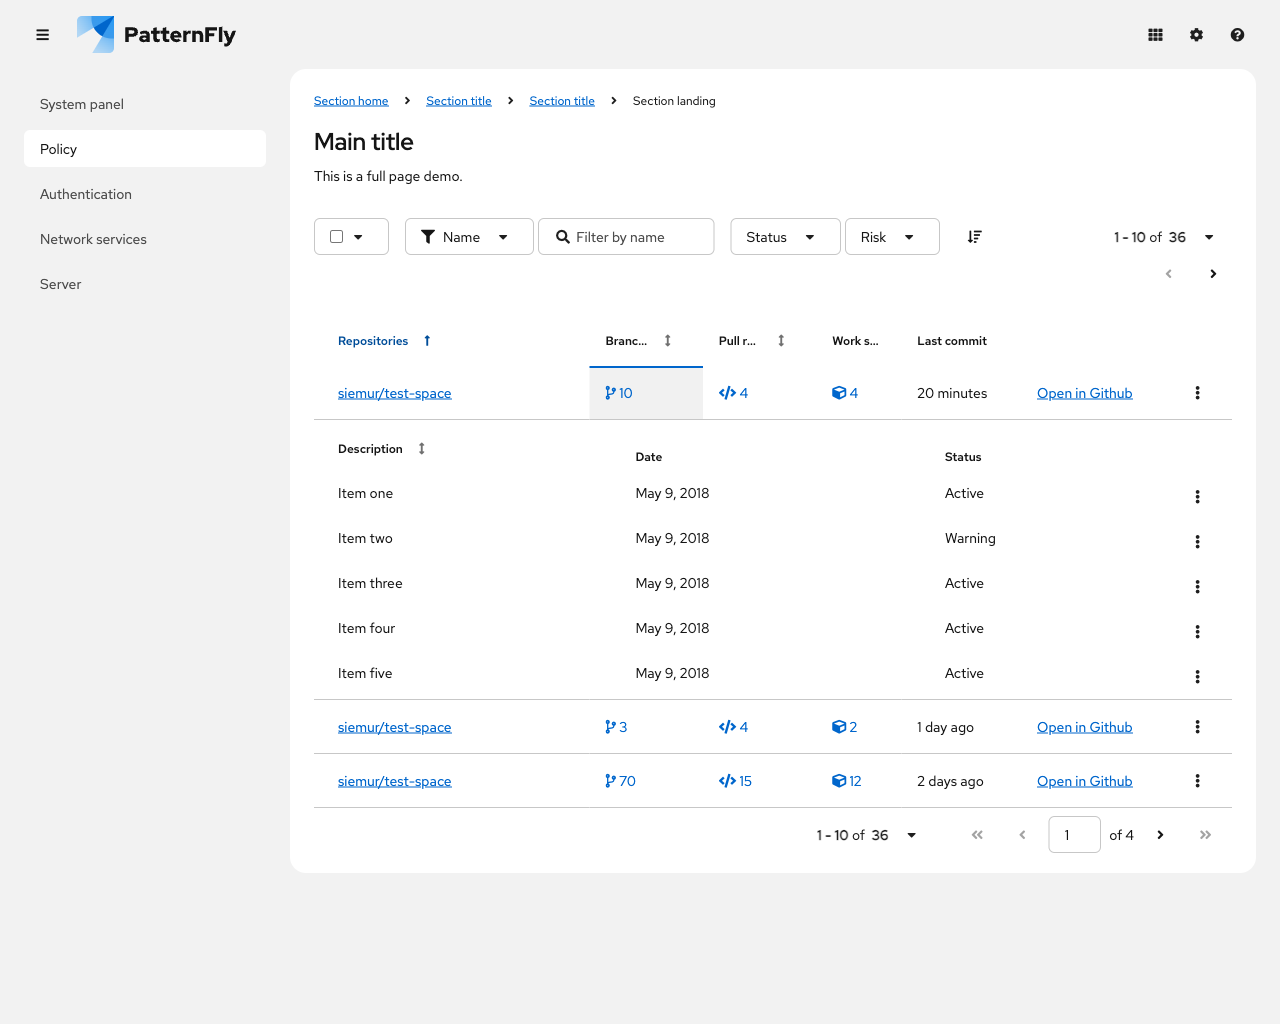 PatternFly
System panel
Policy
Authentication
Network services
Server
Section home Section title Section title Section landing
Main title
This is a full page demo.
Name Filter by name Status Risk 1 - 10 of 36
Repositories Branc... Pull r... Work s... Last commit
siemur/test-space 10 4 4 20 minutes Open in Github
Description Date Status
Item one May 9, 2018 Active
Item two May 9, 2018 Warning
Item three May 9, 2018 Active
Item four May 9, 2018 Active
Item five May 9, 2018 Active
siemur/test-space 3 4 2 1 day ago Open in Github
siemur/test-space 70 15 12 2 days ago Open in Github
1 - 10 of 36 1 of 4